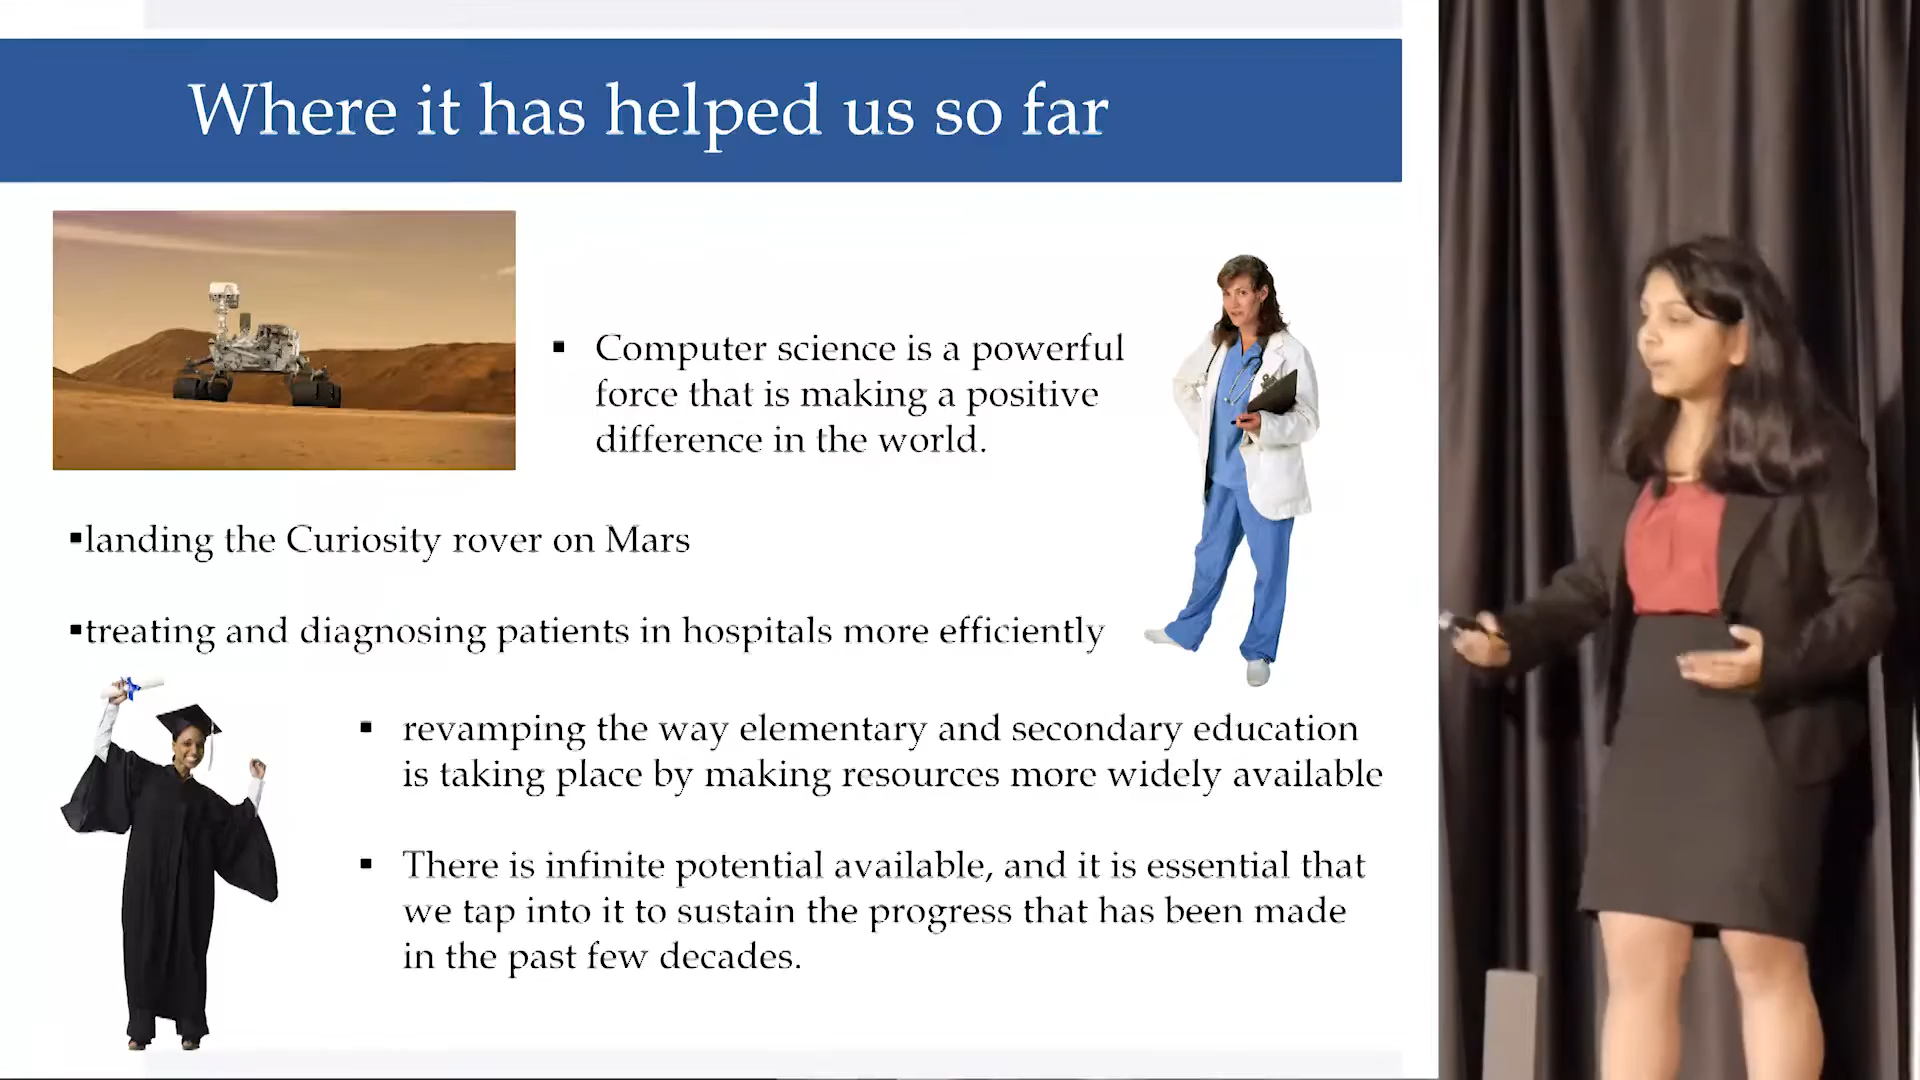 Where it has helped us so far
▪ Computer science is a powerful
force that is making a positive
difference in the world.
▪landing the Curiosity rover on Mars
▪treating and diagnosing patients in hospitals more efficiently
▪ revamping the way elementary and secondary education
is taking place by making resources more widely available
▪ There is infinite potential available, and it is essential that
we tap into it to sustain the progress that has been made
in the past few decades.